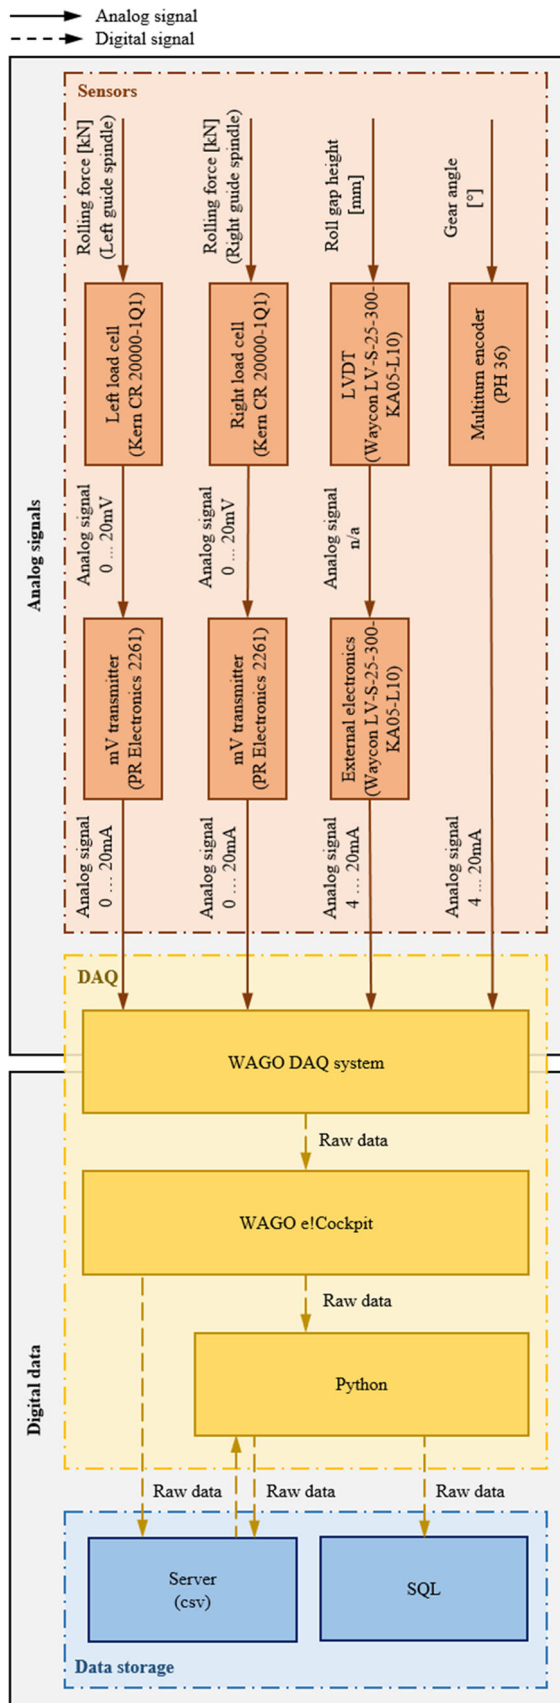 Analog signal
Digital signal
Sensors
Rolling force [kN]
(Left guide spindle)
Rolling force [kN]
(Right guide spindle)
Roll gap height
[mm]
Gear angle
[°]
Left load cell
(Kern CR 20000-1Q1)
Right load cell
(Kern CR 20000-1Q1)
LVDT
(Waycon LV-S-25-300-
KA05-L10)
Multiturn encoder
(PH 36)
Analog signal
0 … 20mV
Analog signal
0 … 20mV
Analog signal
n/a
Analog signals
mV transmitter
(PR Electronics 2261)
mV transmitter
(PR Electronics 2261)
External electronics
(Waycon LV-S-25-300-
KA05-L10)
Analog signal
0 … 20mA
Analog signal
0 … 20mA
Analog signal
4 … 20mA
Analog signal
4 … 20mA
DAQ
WAGO DAQ system
Raw data
WAGO e!Cockpit
Raw data
Digital data
Python
Raw data
Raw data
Raw data
Server
(csv)
SQL
Data storage